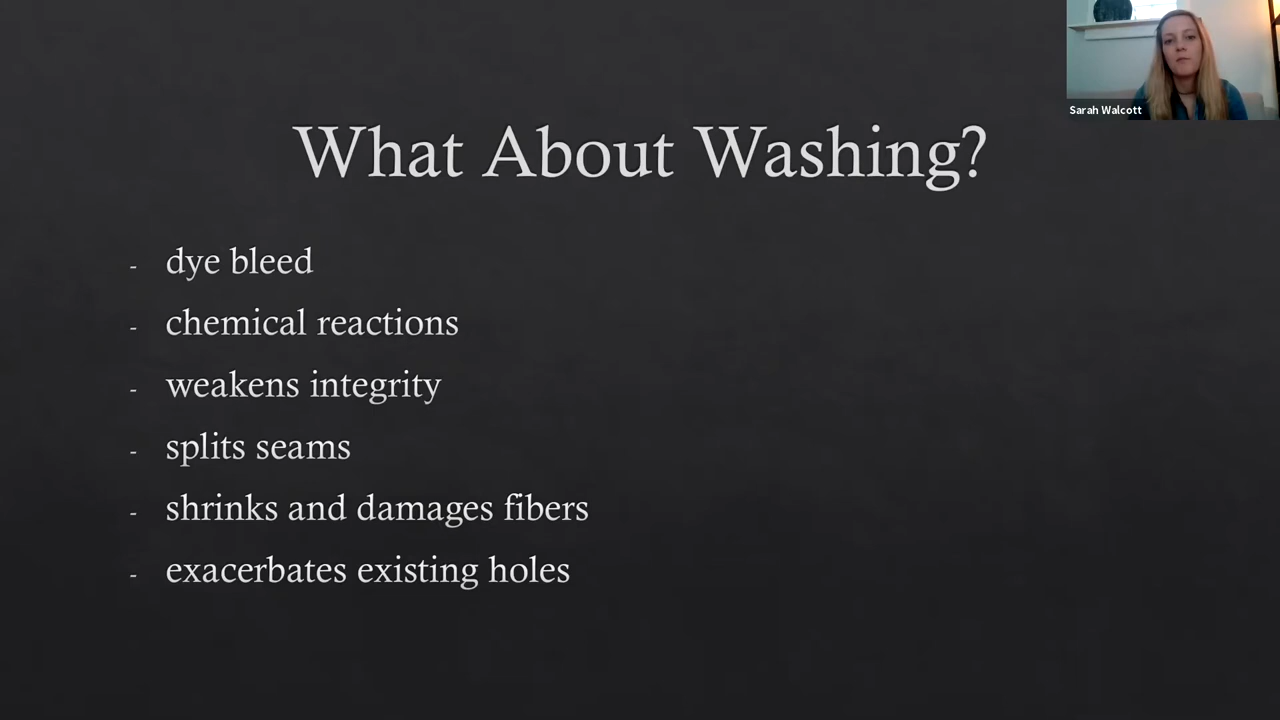 Sarah Walcott
What About Washing?
- dye bleed
- chemical reactions
- weakens integrity
- splits seams
- shrinks and damages fibers
- exacerbates existing holes